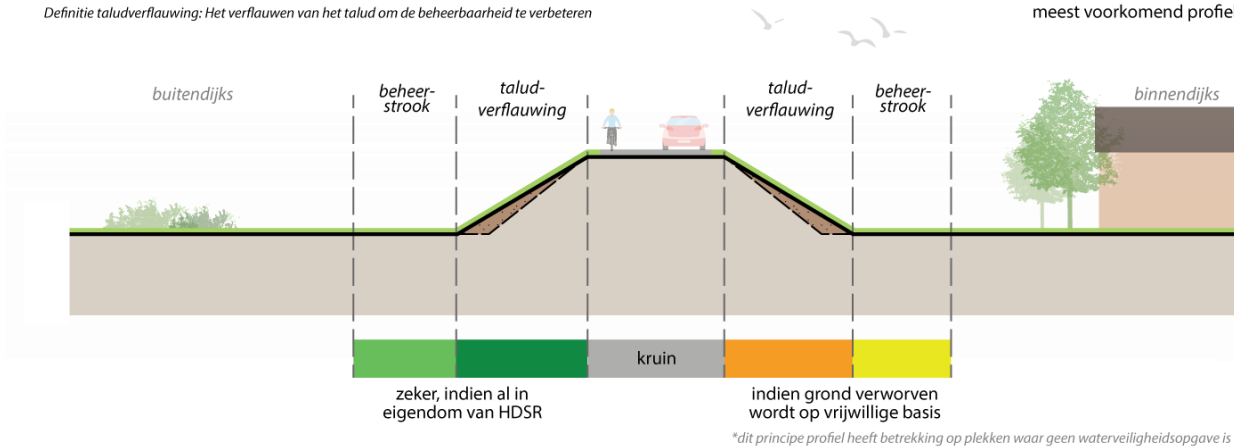 Definitie taludverflauwing: Het verflauwen van het talud om de beheerbaarheid te verbeteren
meest voorkomend profiel
buitendijks
beheer-
strook
talud-
verflauwing
talud-
verflauwing
beheer-
strook
binnendijks
kruin
zeker, indien al in
eigendom van HDSR
indien grond verworven
wordt op vrijwillige basis
*dit principe profiel heeft betrekking op plekken waar geen waterveiligheidsopgave is